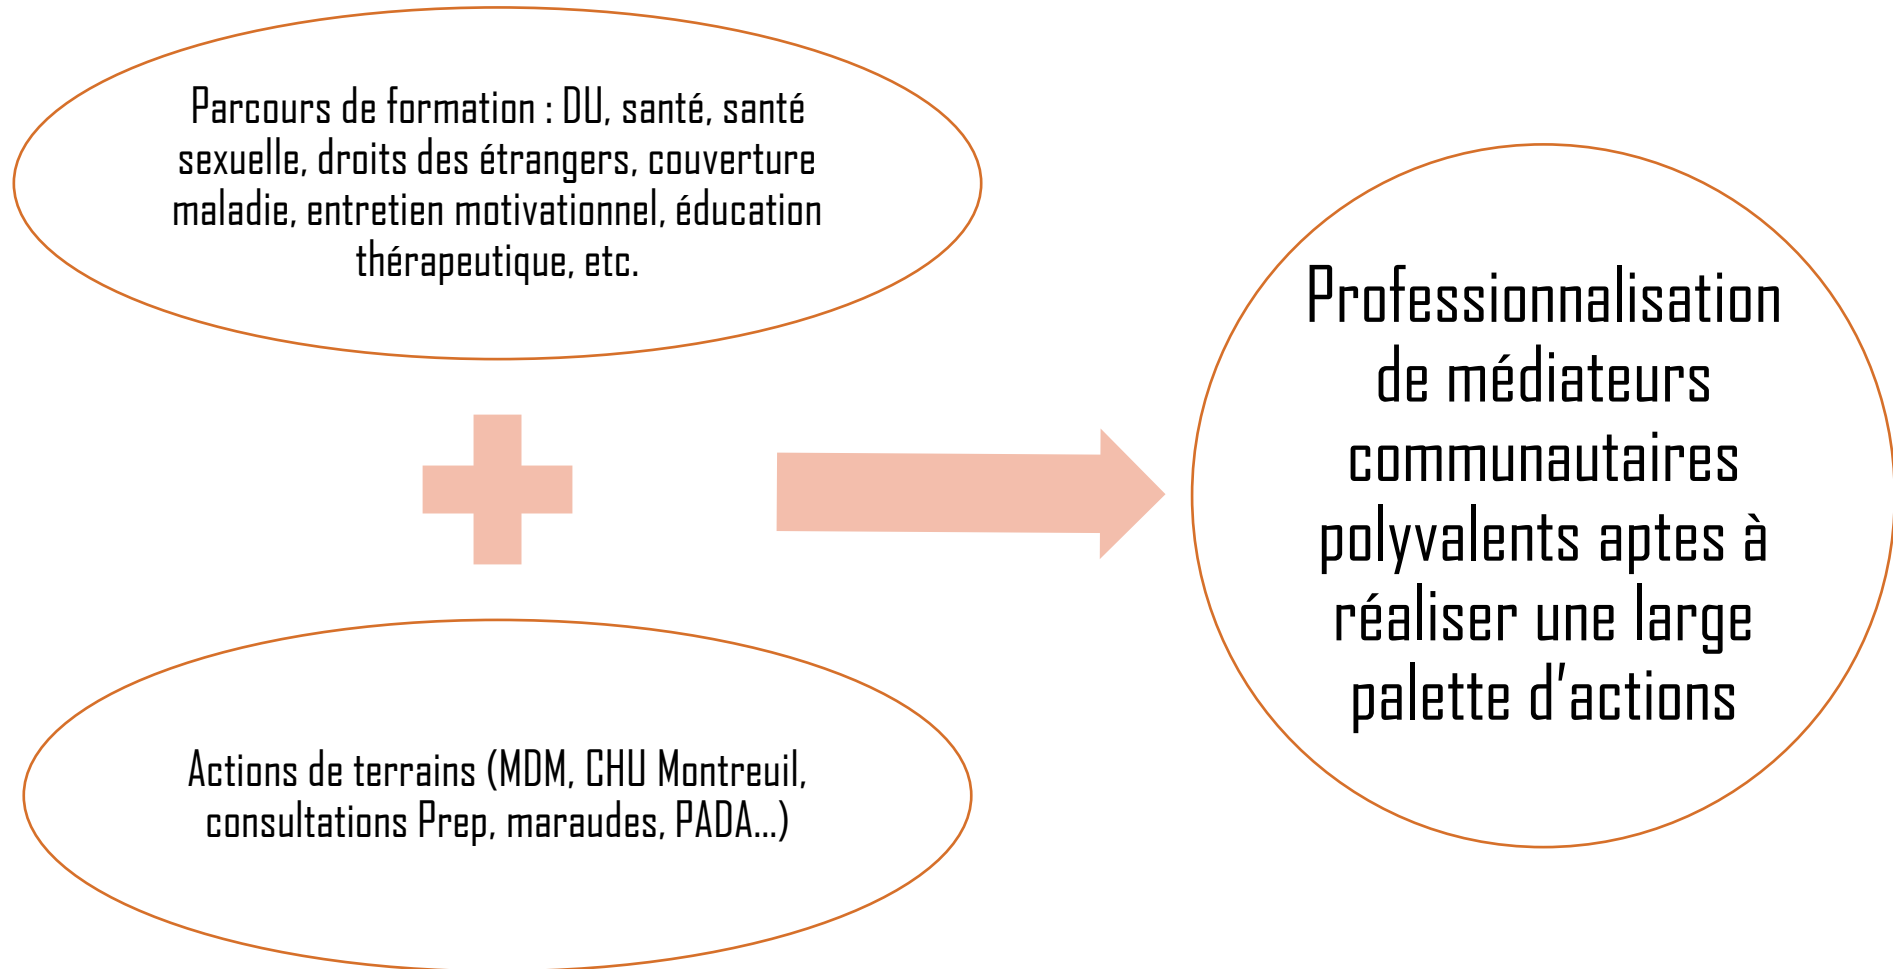 Parcours de formation : DU, santé, santé
sexuelle, droits des étrangers, couverture
maladie, entretien motivationnel, éducation
thérapeutique, etc.
Actions de terrains (MDM, CHU Montreuil,
consultations Prep, maraudes, PADA...)
Professionnalisation
de médiateurs
communautaires
polyvalents aptes à
réaliser une large
palette d'actions